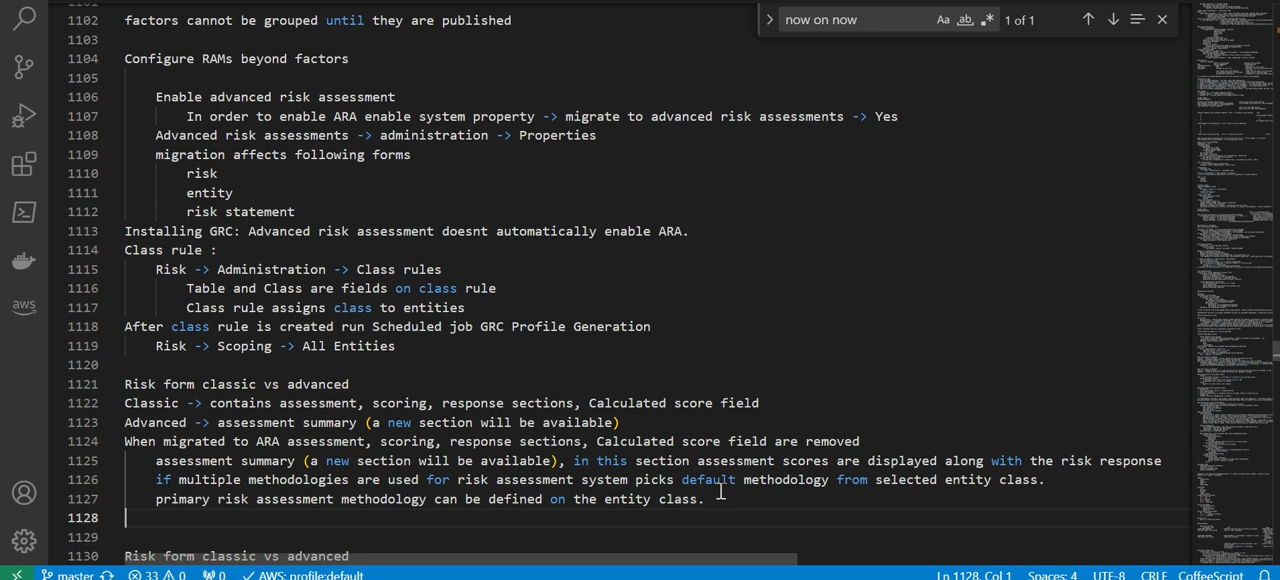 now on now
Aa
ab
1 of 1
1102 factors cannot be grouped until they are published
1103
1104 Configure RAMs beyond factors
1105
1106 Enable advanced risk assessment
1107 In order to enable ARA enable system property -> migrate to advanced risk assessments -> Yes
1108 Advanced risk assessments -> administration -> Properties
1109 migration affects following forms
1110 risk
1111 entity
1112 risk statement
1113 Installing GRC: Advanced risk assessment doesnt automatically enable ARA.
1114 Class rule :
1115 Risk -> Administration -> Class rules
1116 Table and Class are fields on class rule
1117 Class rule assigns class to entities
1118 After class rule is created run Scheduled job GRC Profile Generation
1119 Risk -> Scoping -> All Entities
1120
1121 Risk form classic vs advanced
1122 Classic -> contains assessment, scoring, response sections, Calculated score field
1123 Advanced -> assessment summary (a new section will be available)
1124 When migrated to ARA assessment, scoring, response sections, Calculated score field are removed
1125 assessment summary (a new section will be available), in this section assessment scores are displayed along with the risk response
1126 if multiple methodologies are used for risk assessment system picks default methodology from selected entity class.
1127 primary risk assessment methodology can be defined on the entity class.
1128
1129
1130 Risk form classic vs advanced
aws
master 33 0 0 AWS: profile:default Ln 1128, Col 1 Spaces: 4 UTF-8 CRLF CoffeeScript